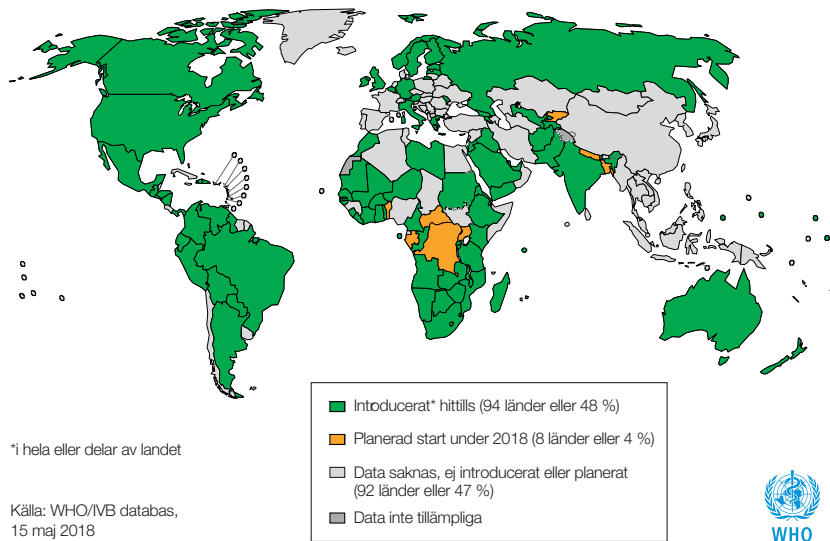 Introducerat* hittills (94 länder eller 48 %)
Planerad start under 2018 (8 länder eller 4 %)
Data saknas, ej introducerat eller planerat
(92 länder eller 47 %)
Data inte tillämpliga
*i hela eller delar av landet
Källa: WHO/IVB databas,
15 maj 2018
WHO